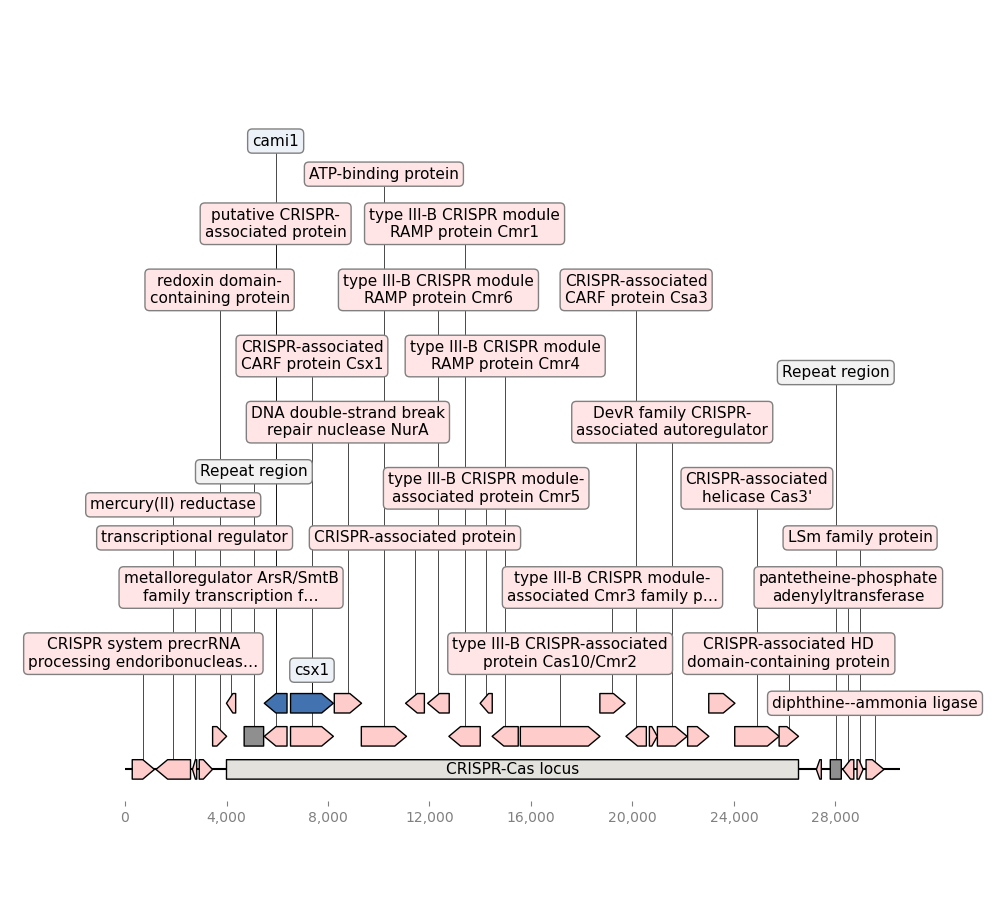 cami1
ATP-binding protein
putative CRISPR-
associated protein
type III-B CRISPR module
RAMP protein Cmr1
redoxin domain-
containing protein
type III-B CRISPR module
RAMP protein Cmr6
CRISPR-associated
CARF protein Csa3
CRISPR-associated
CARF protein Csx1
type III-B CRISPR module
RAMP protein Cmr4
Repeat region
DNA double-strand break
repair nuclease NurA
DevR family CRISPR-
associated autoregulator
Repeat region
type III-B CRISPR module-
associated protein Cmr5
CRISPR-associated
helicase Cas3'
mercury(II) reductase
transcriptional regulator
CRISPR-associated protein
LSm family protein
metalloregulator ArsR/SmtB
family transcription f...
type III-B CRISPR module-
associated Cmr3 family p...
pantetheine-phosphate
adenylyltransferase
CRISPR system precrRNA
processing endoribonucleas...
csx1
type III-B CRISPR-associated
protein Cas10/Cmr2
CRISPR-associated HD
domain-containing protein
diphthine--ammonia ligase
CRISPR-Cas locus
0 4,000 8,000 12,000 16,000 20,000 24,000 28,000